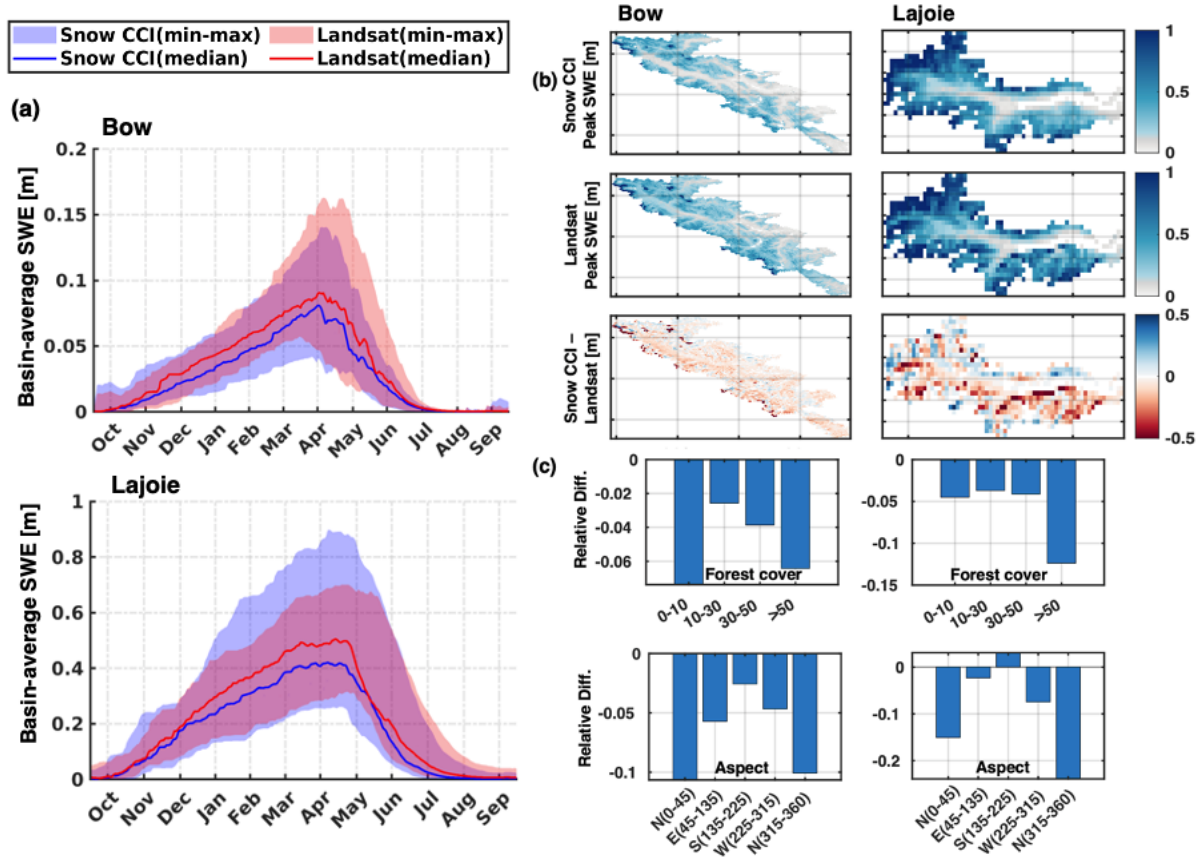 Snow CCI(min-max) Landsat(min-max)
Snow CCI(median) Landsat(median)
(a)
Bow
Basin-average SWE [m]
0.2
0.15
0.1
0.05
0
Oct Nov Dec Jan Feb Mar Apr May Jun Jul Aug Sep
Lajoie
Basin-average SWE [m]
1
0.8
0.6
0.4
0.2
0
Oct Nov Dec Jan Feb Mar Apr May Jun Jul Aug Sep
Bow Lajoie
(b)
Snow CCI
Peak SWE [m]
1
0.5
0
Landsat
Peak SWE [m]
1
0.5
0
Snow CCI –
Landsat [m]
0.5
0
-0.5
(c)
Relative Diff.
0
-0.02
-0.04
-0.06
Forest cover
0-10 10-30 30-50 >50
0
-0.05
-0.1
-0.15
Forest cover
0-10 10-30 30-50 >50
Relative Diff.
0
-0.05
-0.1
Aspect
N(0-45) E(45-135) S(135-225) W(225-315) N(315-360)
0
-0.1
-0.2
Aspect
N(0-45) E(45-135) S(135-225) W(225-315) N(315-360)